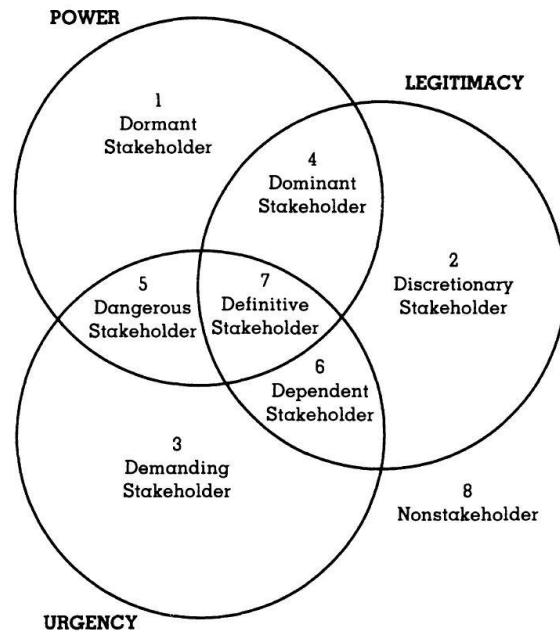 POWER
LEGITIMACY
1
Dormant
Stakeholder
4
Dominant
Stakeholder
5
Dangerous
Stakeholder
7
Definitive
Stakeholder
2
Discretionary
Stakeholder
6
Dependent
Stakeholder
3
Demanding
Stakeholder
8
Nonstakeholder
URGENCY